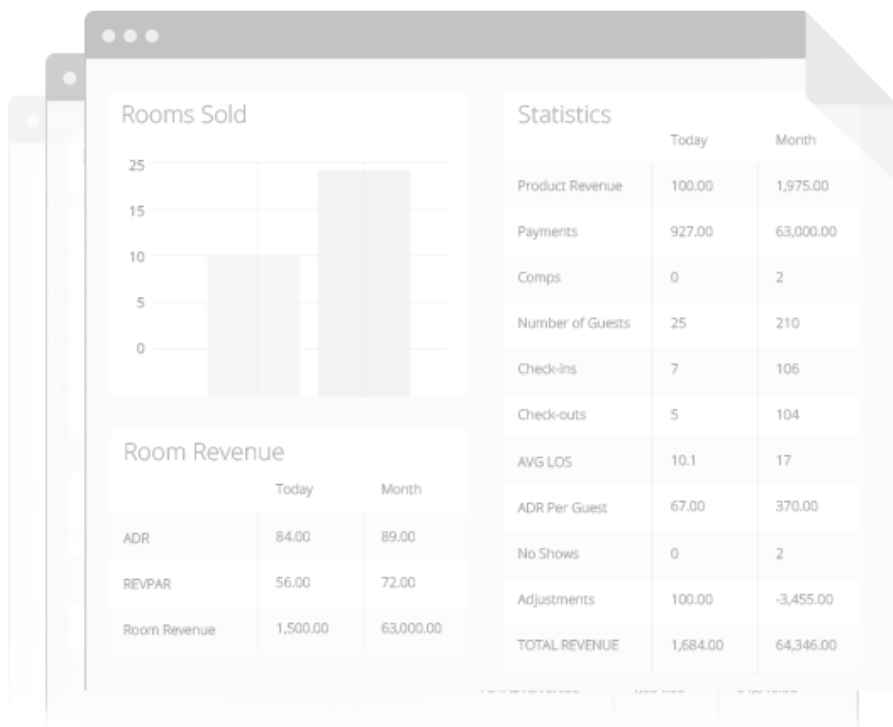 Rooms Sold
25
15
10
5
0
Room Revenue
Today Month
ADR 84.00 89.00
REVPAR 56.00 72.00
Room Revenue 1,500.00 63,000.00
Statistics
Today Month
Product Revenue 100.00 1,975.00
Payments 927.00 63,000.00
Comps 0 2
Number of Guests 25 210
Check-ins 7 106
Check-outs 5 104
AVG LOS 10.1 17
ADR Per Guest 67.00 370.00
No Shows 0 2
Adjustments 100.00 -3,455.00
TOTAL REVENUE 1,684.00 64,346.00